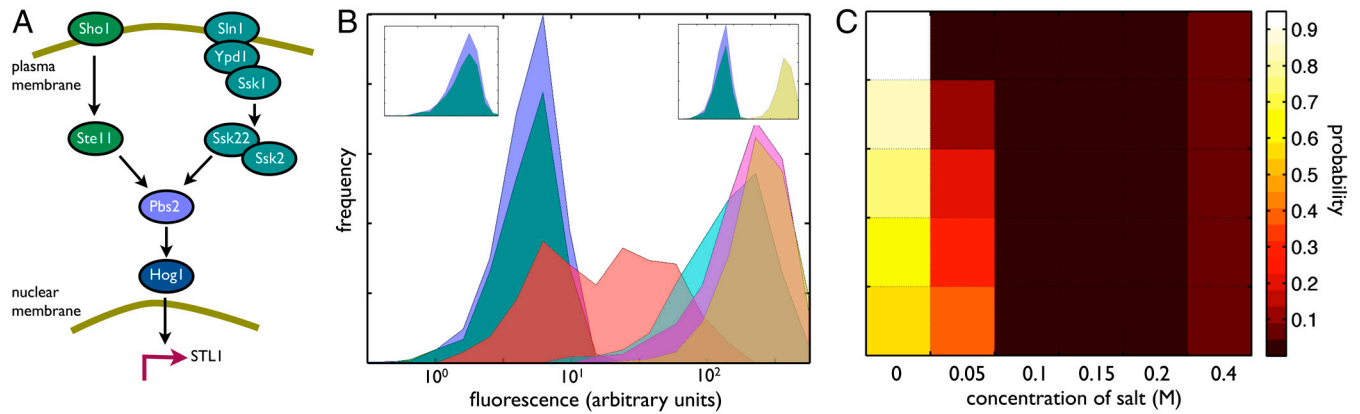 A
Sho1
Sln1
Ypd1
Ssk1
plasma
membrane
Ste11
Ssk22
Ssk2
Pbs2
Hog1
nuclear
membrane
STL1
B
frequency
10⁰
10¹
10²
fluorescence (arbitrary units)
C
0
0.05
0.1
0.15
0.2
0.4
concentration of salt (M)
0.9
0.8
0.7
0.6
0.5
0.4
0.3
0.2
0.1
probability